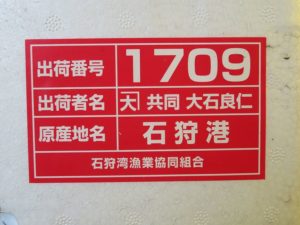 出荷番号 1709
出荷者名 大 共同 大石良仁
原産地名 石狩港
石狩湾漁業協同組合